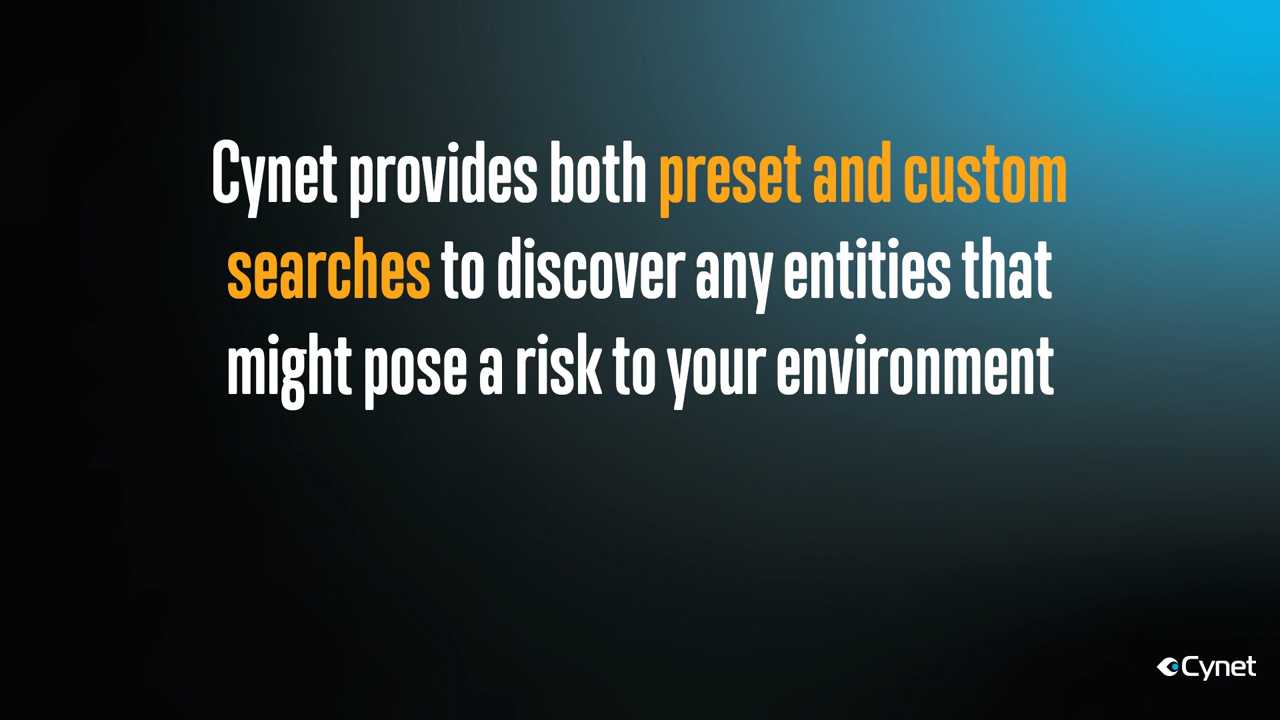 Cynet provides both preset and custom
searches to discover any entities that
might pose a risk to your environment
Cynet